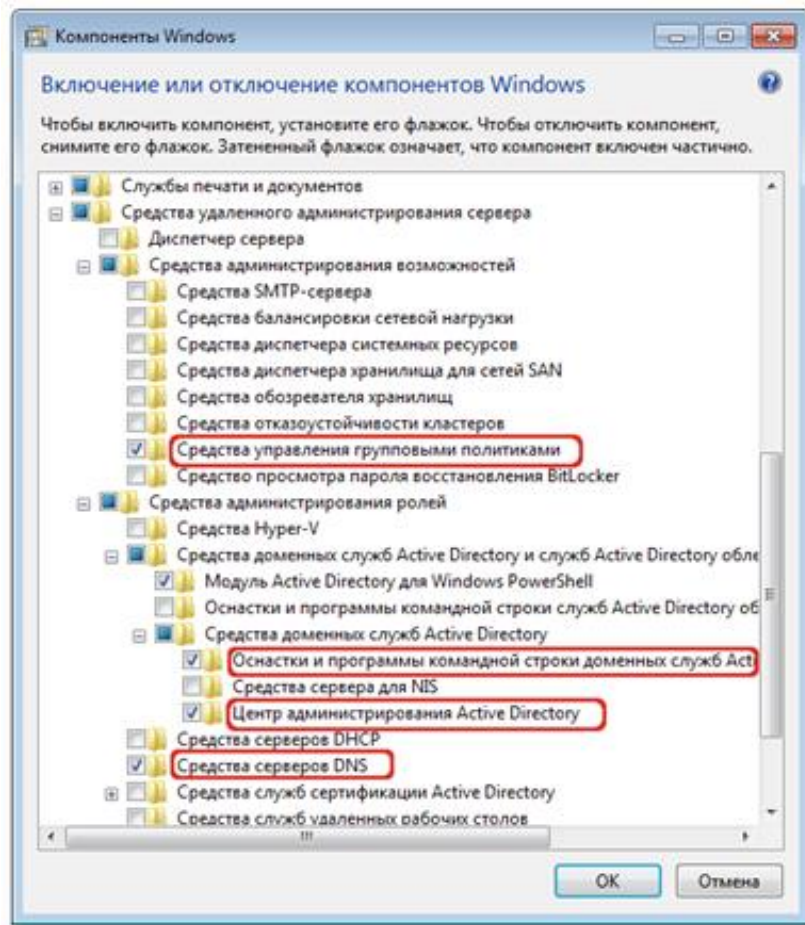 Компоненты Windows
Включение или отключение компонентов Windows
Чтобы включить компонент, установите его флажок. Чтобы отключить компонент,
снимите его флажок. Затененный флажок означает, что компонент включен частично.
Службы печати и документов
Средства удаленного администрирования сервера
Диспетчер сервера
Средства администрирования возможностей
Средства SMTP-сервера
Средства балансировки сетевой нагрузки
Средства диспетчера системных ресурсов
Средства диспетчера хранилища для сетей SAN
Средства обозревателя хранилищ
Средства отказоустойчивости кластеров
Средства управления групповыми политиками
Средство просмотра пароля восстановления BitLocker
Средства администрирования ролей
Средства Hyper-V
Средства доменных служб Active Directory и служб Active Directory обле
Модуль Active Directory для Windows PowerShell
Оснастки и программы командной строки служб Active Directory об
Средства доменных служб Active Directory
Оснастки и программы командной строки доменных служб Acti
Средства сервера для NIS
Центр администрирования Active Directory
Средства серверов DHCP
Средства серверов DNS
Средства служб сертификации Active Directory
Средства служб удаленных рабочих столов
OK
Отмена